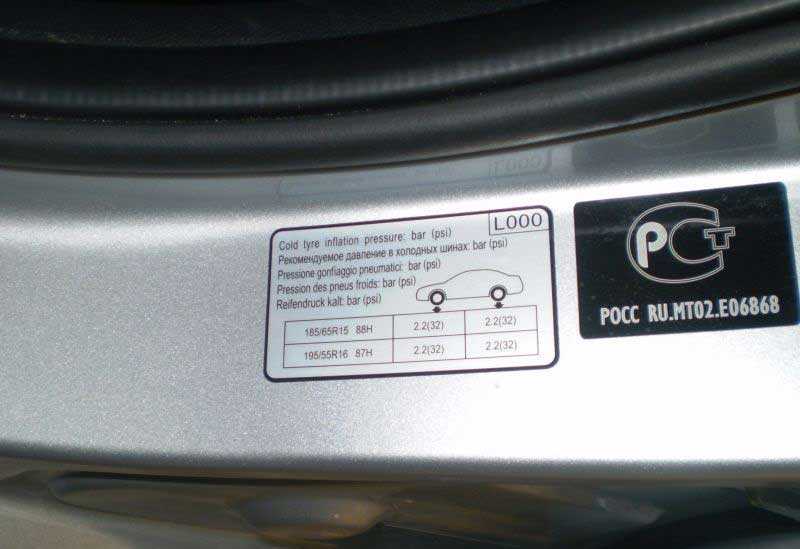 L000
Cold tyre inflation pressure: bar (psi)
Рекомендуемое давление в холодных шинах: bar (psi)
Pressione gonfiaggio pneumatici: bar (psi)
Pression des pneus froids: bar (psi)
Reifendruck kalt: bar (psi)
185/65R15 88H 2.2(32) 2.2(32)
195/55R16 87H 2.2(32) 2.2(32)
РСТ
РОСС RU.MT02.E06868